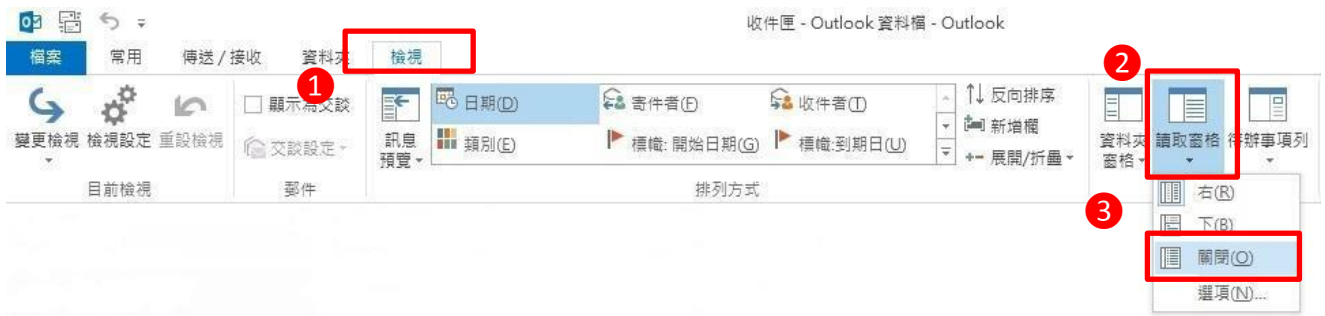 收件匣 - Outlook 資料檔 - Outlook
檔案 常用 傳送 / 接收 資料夾 檢視
1
2
變更檢視 檢視設定 重設檢視
目前檢視
顯示為交談
交談設定
郵件
訊息
預覽
日期(D) 寄件者(F) 收件者(T)
類別(E) 標幟: 開始日期(G) 標幟:到期日(U)
反向排序
新增欄
展開/折疊
排列方式
資料夾
窗格
讀取窗格
待辦事項列
3
右(R)
下(B)
關閉(O)
選項(N)...